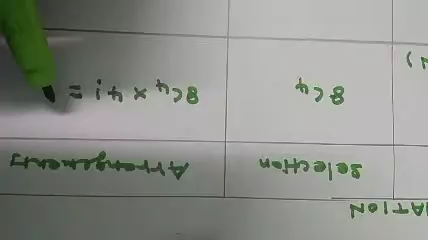 ATION
Selection Arrangements
8C4 8C4 × 4! =